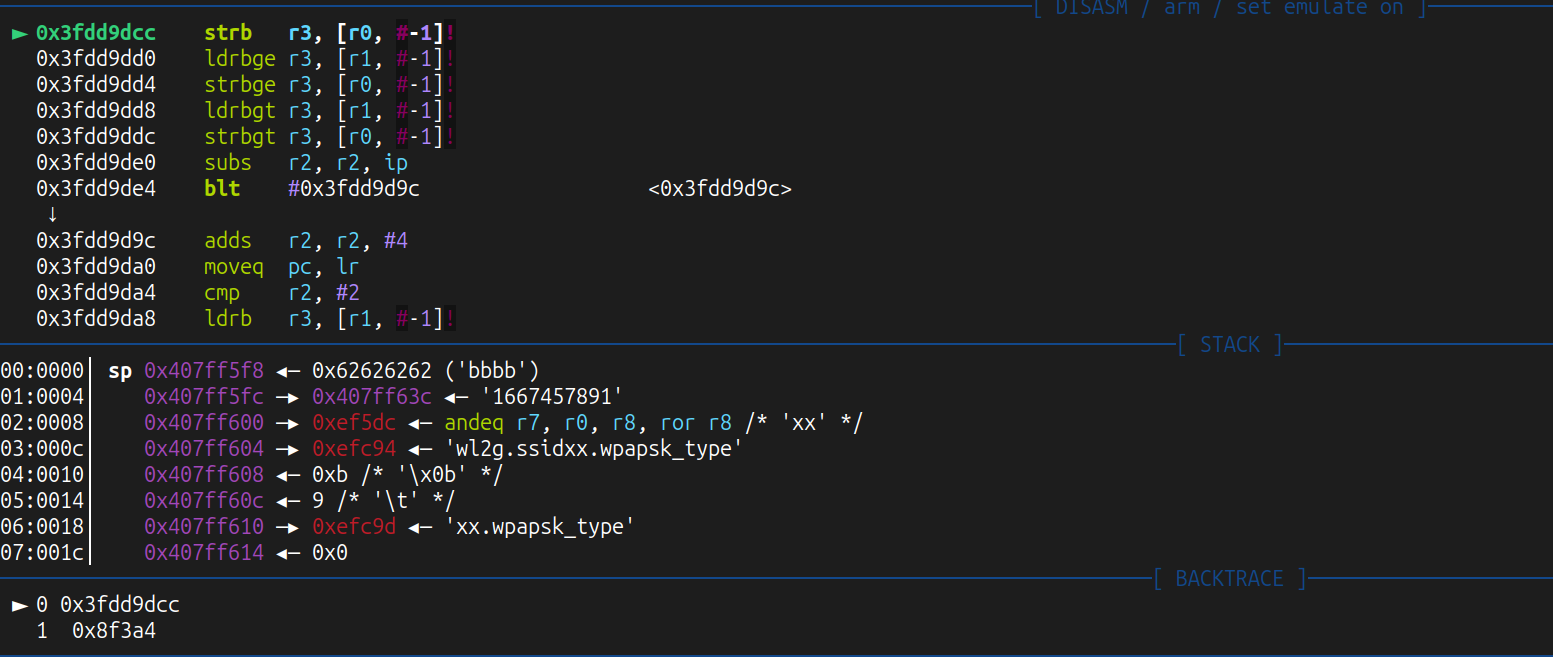 [ DISASM / arm / set emulate on ]
► 0x3fdd9dcc    strb   r3, [r0, #-1]!
0x3fdd9dd0    ldrbge r3, [r1, #-1]!
0x3fdd9dd4    strbge r3, [r0, #-1]!
0x3fdd9dd8    ldrbgt r3, [r1, #-1]!
0x3fdd9ddc    strbgt r3, [r0, #-1]!
0x3fdd9de0    subs   r2, r2, ip
0x3fdd9de4    blt    #0x3fdd9d9c                   <0x3fdd9d9c>
↓
0x3fdd9d9c    adds   r2, r2, #4
0x3fdd9da0    moveq  pc, lr
0x3fdd9da4    cmp    r2, #2
0x3fdd9da8    ldrb   r3, [r1, #-1]!
[ STACK ]
00:0000│ sp 0x407ff5f8 ◂— 0x62626262 ('bbbb')
01:0004│    0x407ff5fc —▸ 0x407ff63c ◂— '1667457891'
02:0008│    0x407ff600 —▸ 0xef5dc ◂— andeq r7, r0, r8, ror r8 /* 'xx' */
03:000c│    0x407ff604 —▸ 0xefc94 ◂— 'wl2g.ssidxx.wpapsk_type'
04:0010│    0x407ff608 ◂— 0xb /* '\x0b' */
05:0014│    0x407ff60c ◂— 9 /* '\t' */
06:0018│    0x407ff610 —▸ 0xefc9d ◂— 'xx.wpapsk_type'
07:001c│    0x407ff614 ◂— 0x0
[ BACKTRACE ]
► 0 0x3fdd9dcc
1  0x8f3a4